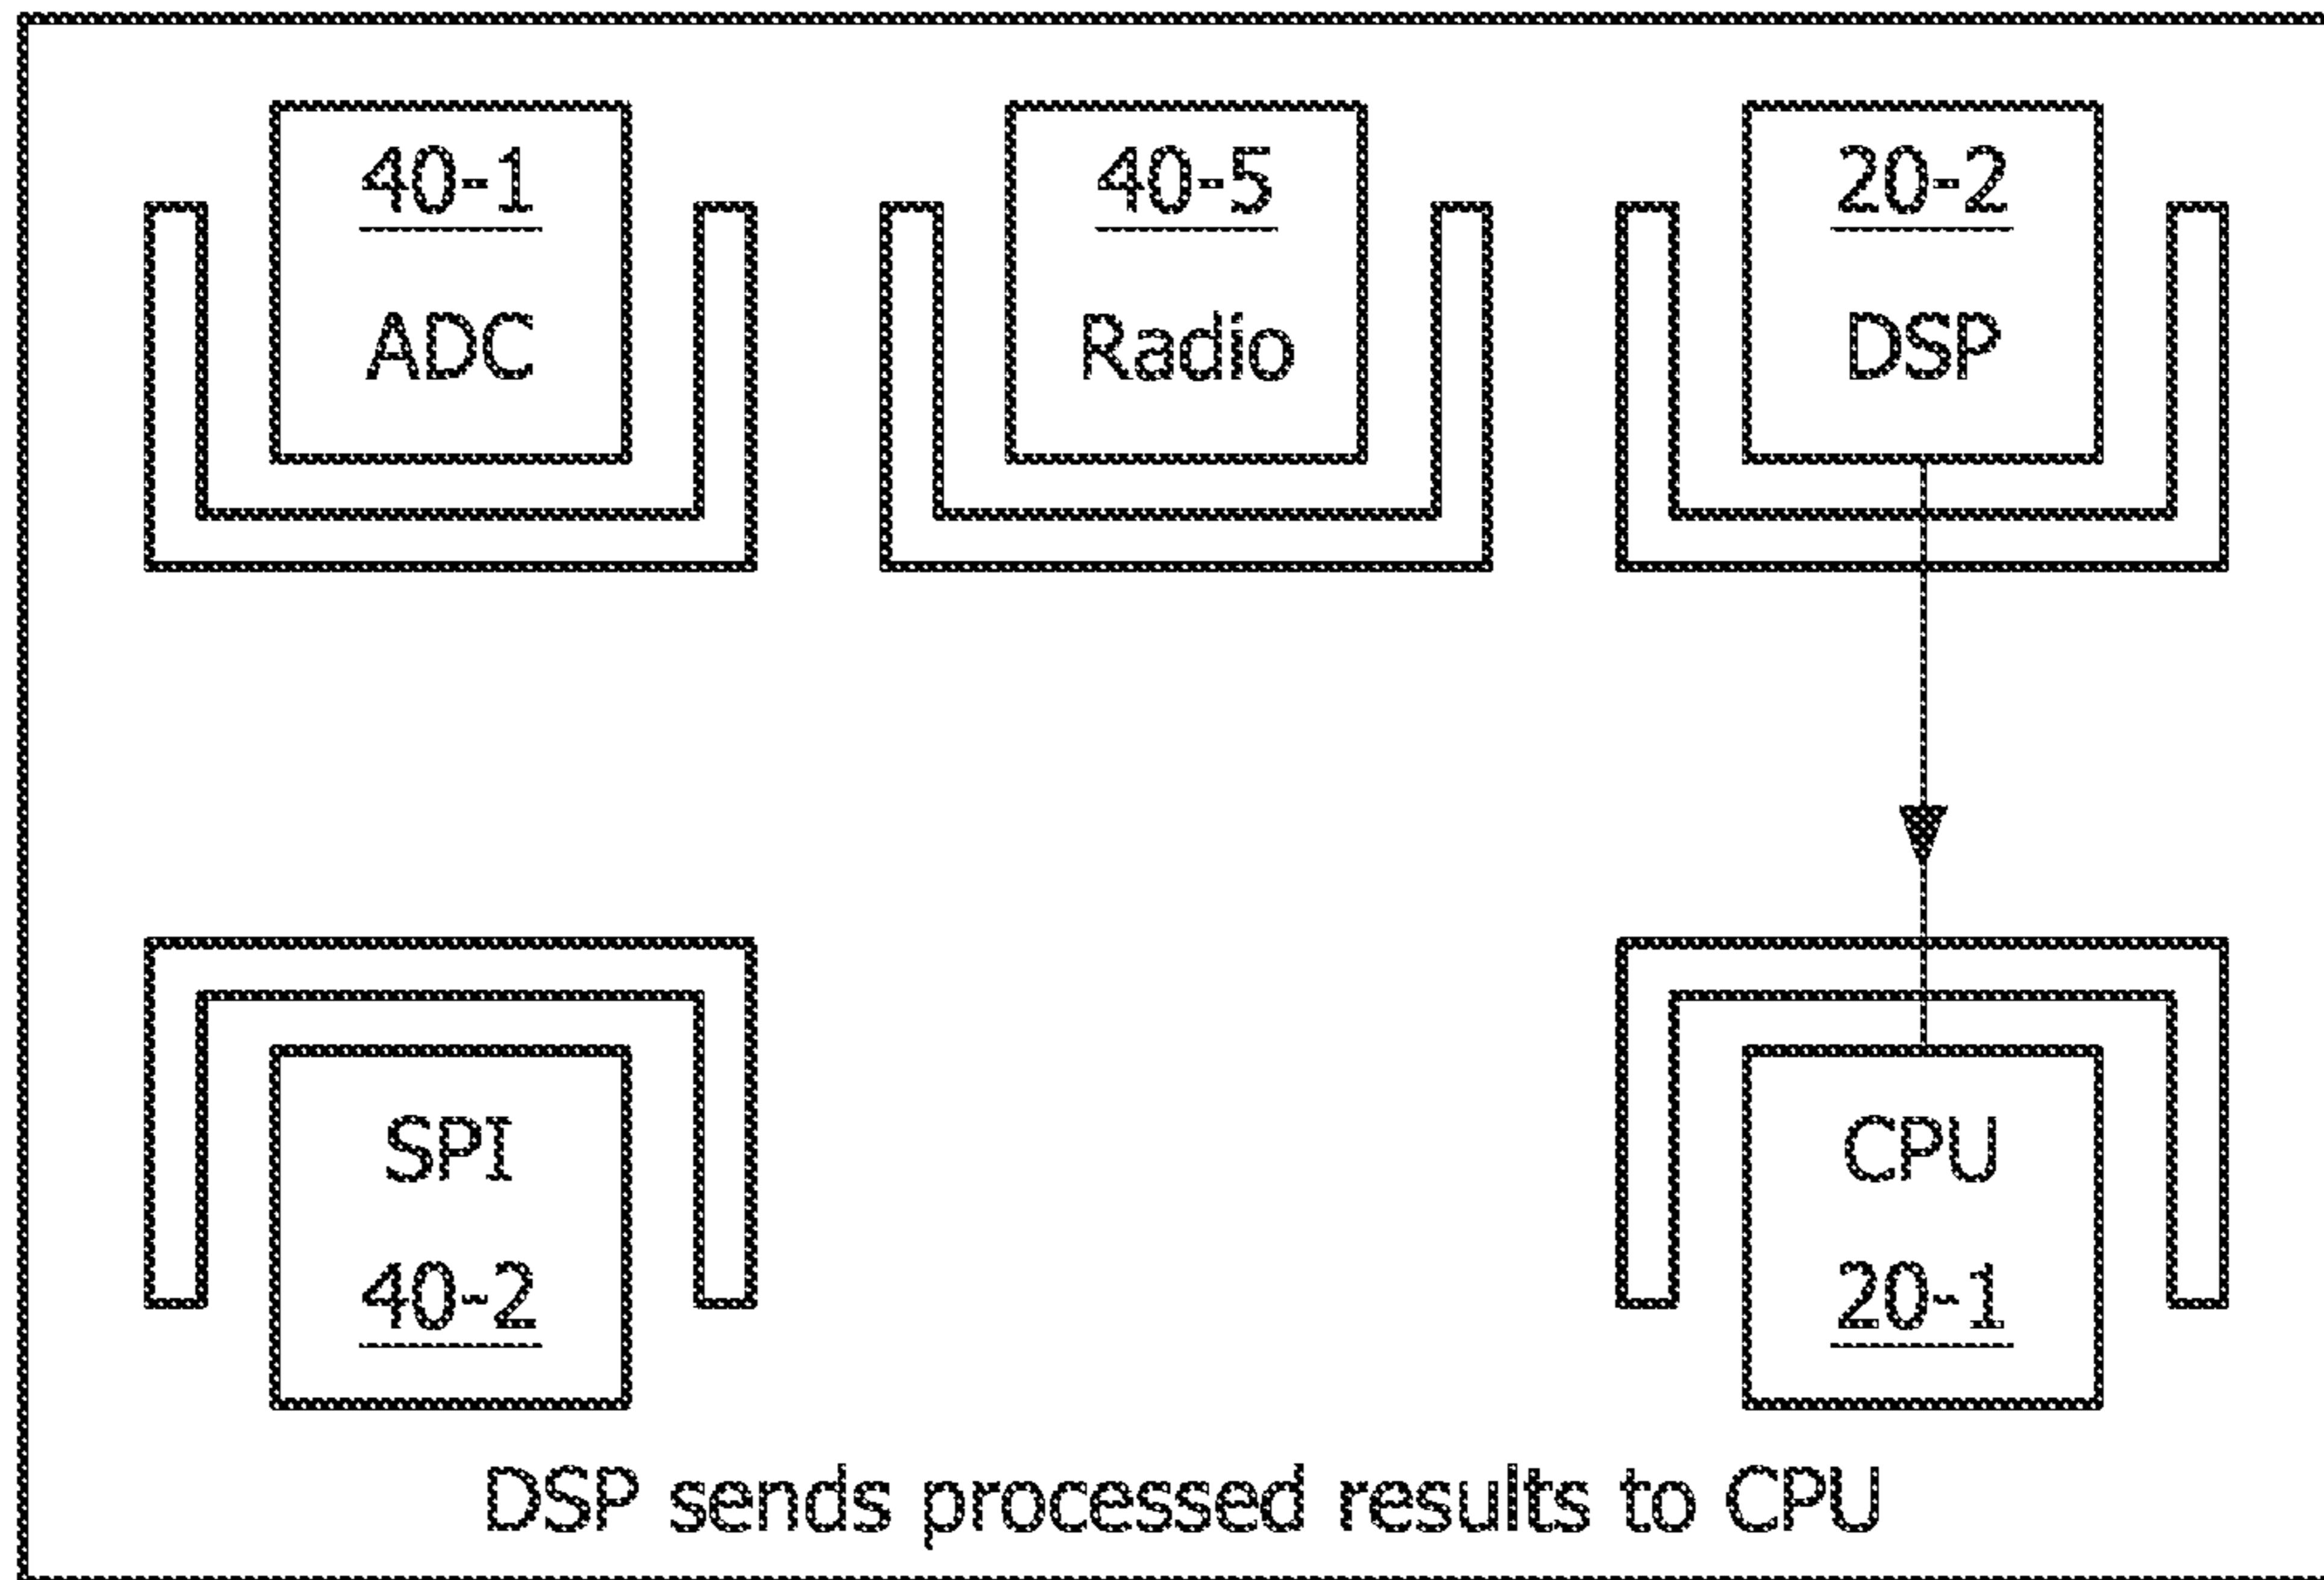 40-1
ADC
40-5
Radio
20-2
DSP
SPI
40-2
CPU
20-1
DSP sends processed results to CPU